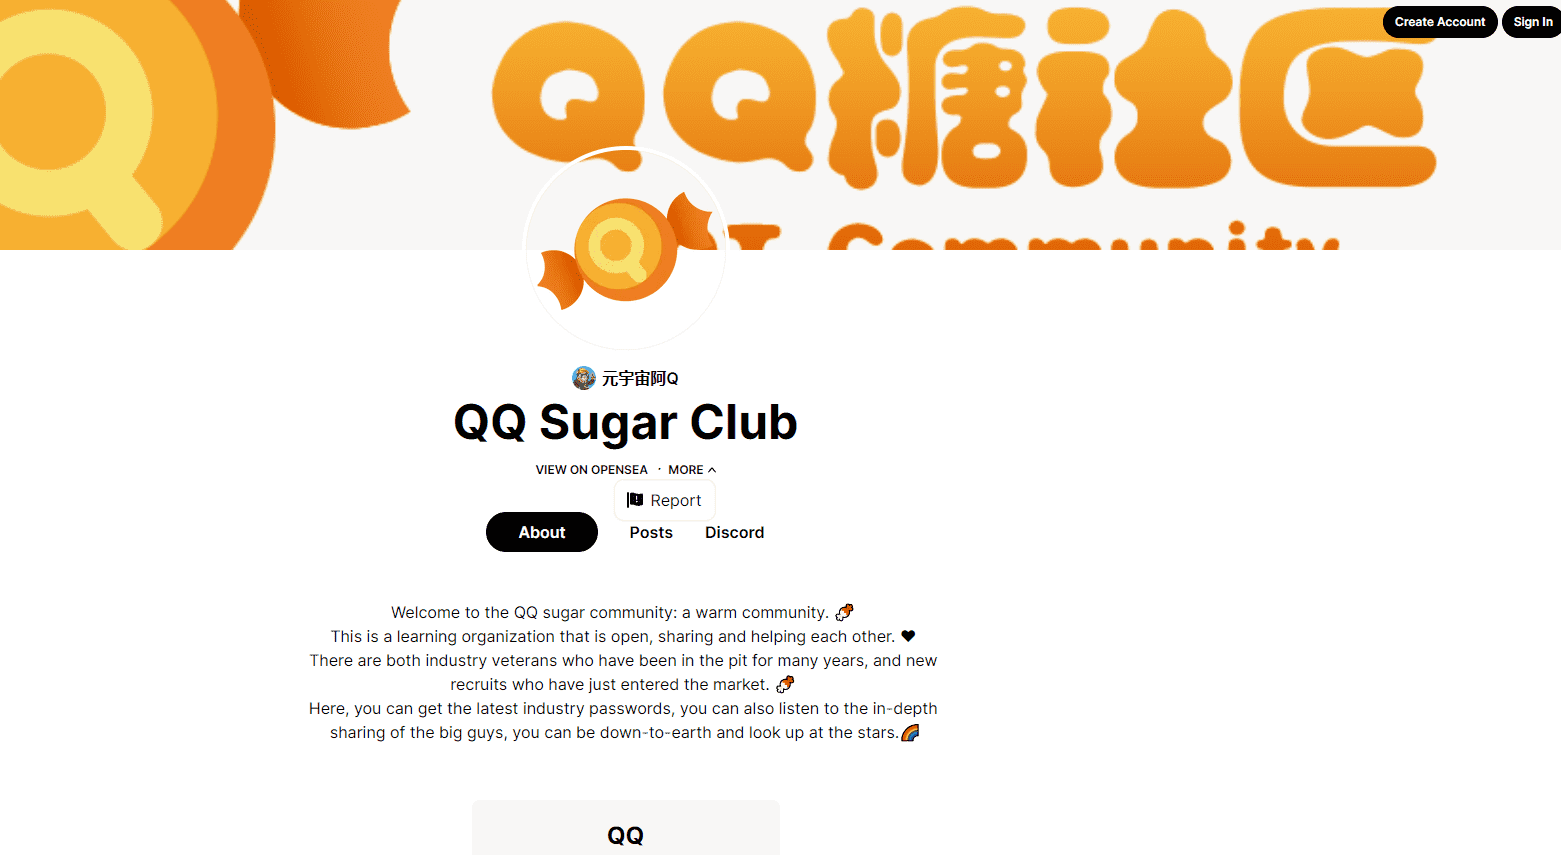 Create Account
Sign In
QQ糖社区
Community
元宇宙阿Q
QQ Sugar Club
VIEW ON OPENSEA · MORE
Report
About
Posts
Discord
Welcome to the QQ sugar community: a warm community.
This is a learning organization that is open, sharing and helping each other. ❤
There are both industry veterans who have been in the pit for many years, and new
recruits who have just entered the market.
Here, you can get the latest industry passwords, you can also listen to the in-depth
sharing of the big guys, you can be down-to-earth and look up at the stars.🌈
QQ